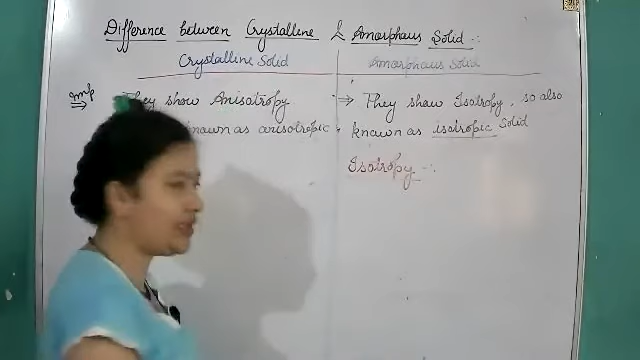 Difference between Crystalline & Amorphous Solid :
Crystalline Solid
Amorphous Solid
Imp ⇒ They show Anisotropy
known as anisotropic
⇒ They show Isotropy, so also
known as isotropic Solid
Isotropy :